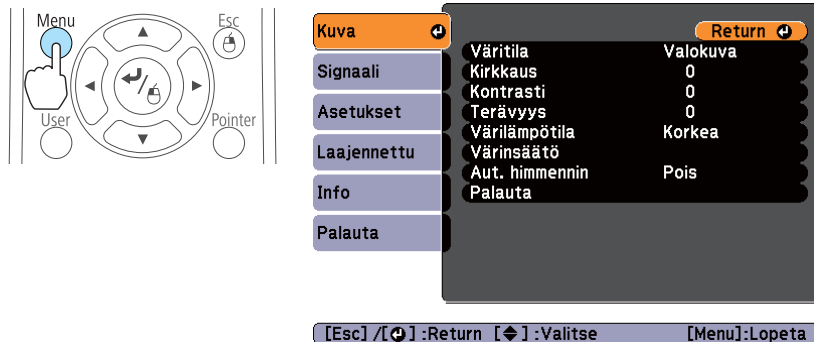 Menu
Esc
User
Pointer
Kuva
Signaali
Asetukset
Laajennettu
Info
Palauta
Return
Väritila Valokuva
Kirkkaus 0
Kontrasti 0
Terävyys 0
Värilämpötila Korkea
Värinsäätö
Aut. himmennin Pois
Palauta
[Esc] /[⏎] :Return [◆] :Valitse [Menu]:Lopeta